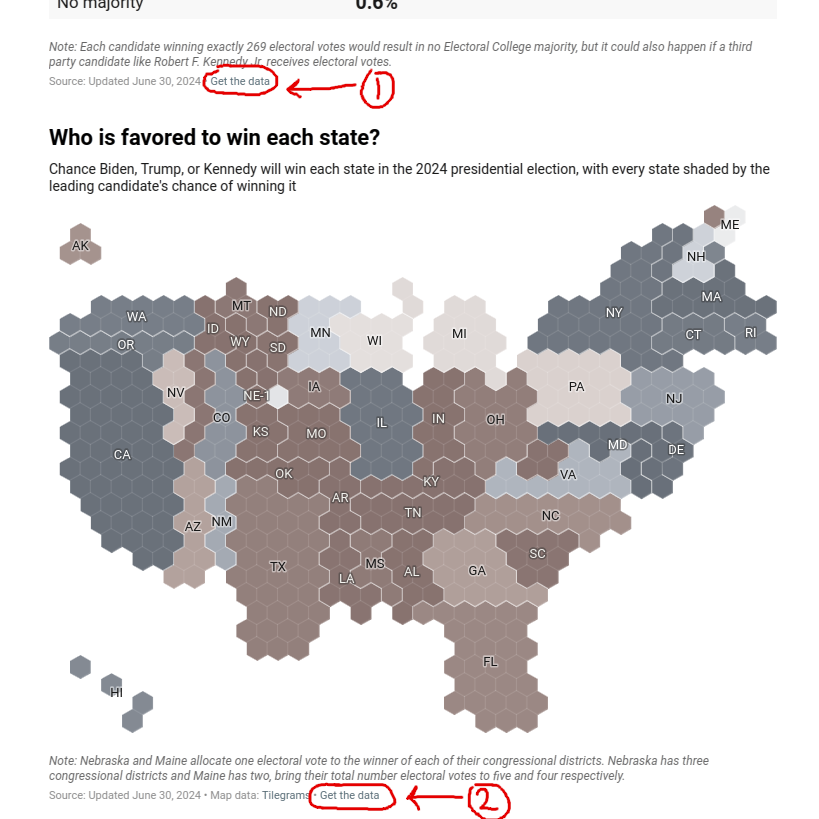 No majority 0.6%
Note: Each candidate winning exactly 269 electoral votes would result in no Electoral College majority, but it could also happen if a third
party candidate like Robert F. Kennedy Jr. receives electoral votes.
Source: Updated June 30, 2024 • Get the data
1
Who is favored to win each state?
Chance Biden, Trump, or Kennedy will win each state in the 2024 presidential election, with every state shaded by the
leading candidate's chance of winning it
ME
AK
NH
MA
MT
ND
WA
NY
ID
MN
WI
MI
CT
RI
OR
WY
SD
NV
NE-1
IA
PA
NJ
CO
IL
IN
OH
KS
MO
MD
DE
CA
OK
KY
VA
AR
AZ
NM
TN
NC
SC
TX
LA
MS
AL
GA
FL
HI
Note: Nebraska and Maine allocate one electoral vote to the winner of each of their congressional districts. Nebraska has three
congressional districts and Maine has two, bring their total number electoral votes to five and four respectively.
Source: Updated June 30, 2024 • Map data: Tilegrams • Get the data
2